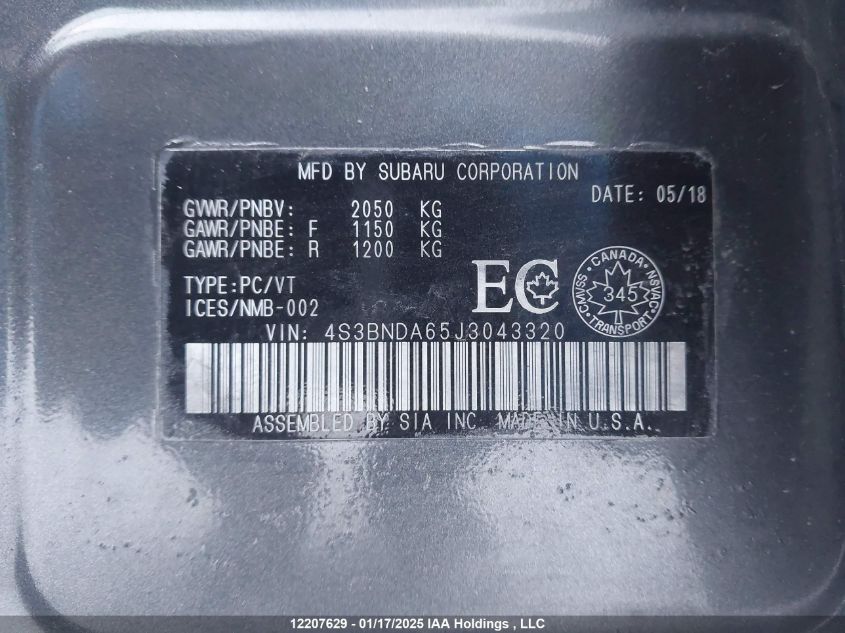 MFD BY SUBARU CORPORATION
DATE: 05/18
GVWR/PNBV: 2050 KG
GAWR/PNBE: F 1150 KG
GAWR/PNBE: R 1200 KG
TYPE:PC/VT
ICES/NMB-002
EC
CANADA
CMVSS 345 NSVAC
TRANSPORT
VIN: 4S3BNDA65J3043320
ASSEMBLED BY SIA INC. MADE IN U.S.A.
12207629 - 01/17/2025 IAA Holdings , LLC